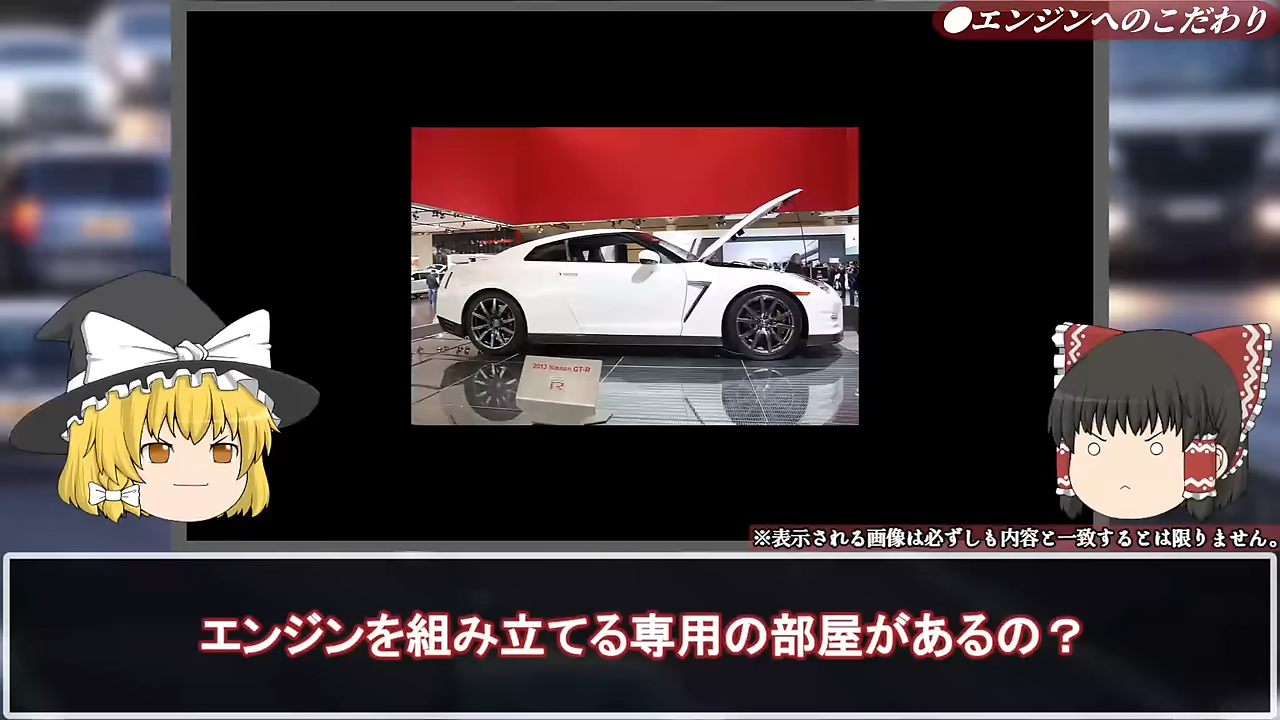 ●エンジンへのこだわり
2013 Nissan GT-R
R
※表示される画像は必ずしも内容と一致するとは限りません。
エンジンを組み立てる専用の部屋があるの？